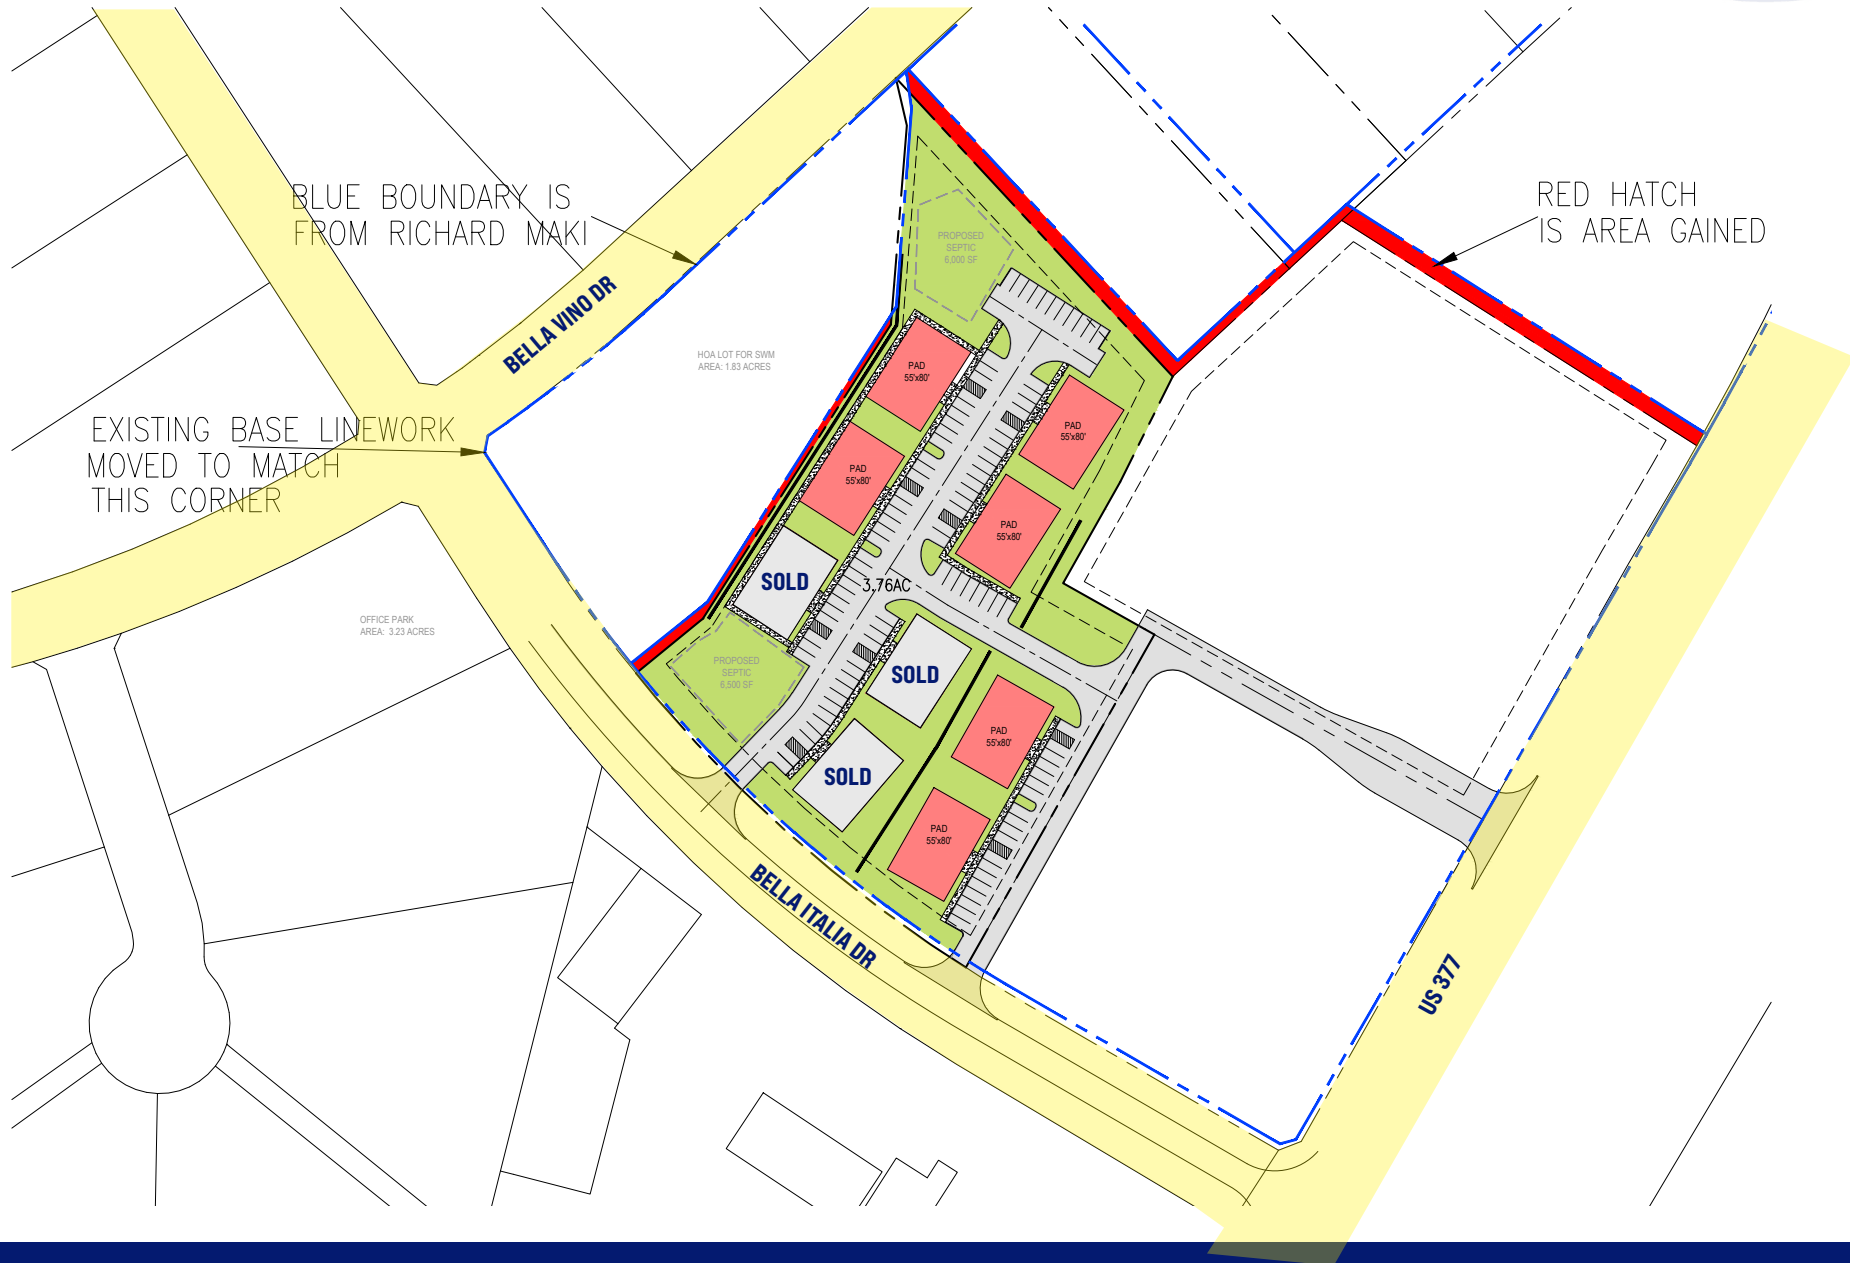 BLUE BOUNDARY IS
FROM RICHARD MAKI
RED HATCH
IS AREA GAINED
PROPOSED
SEPTIC
6,000 SF
BELLA VINO DR
HOA LOT FOR SWM
AREA: 1.83 ACRES
PAD
55'x80'
PAD
55'x80'
EXISTING BASE LINEWORK
MOVED TO MATCH
THIS CORNER
PAD
55'x80'
PAD
55'x80'
SOLD
3.76AC
OFFICE PARK
AREA: 3.23 ACRES
PROPOSED
SEPTIC
6,500 SF
SOLD
PAD
55'x80'
SOLD
PAD
55'x80'
BELLA ITALIA DR
US 377